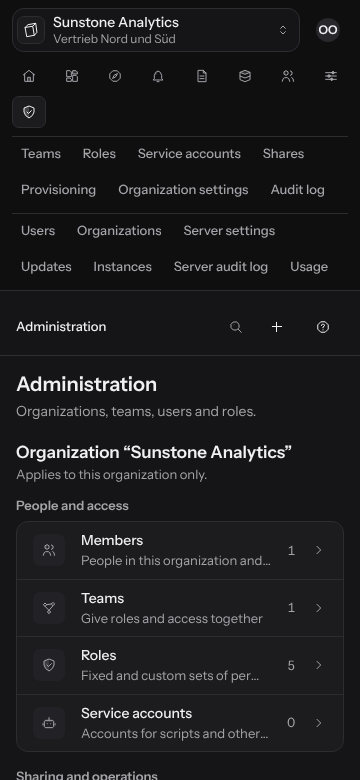 Sunstone Analytics
Vertrieb Nord und Süd
OO
Teams Roles Service accounts Shares
Provisioning Organization settings Audit log
Users Organizations Server settings
Updates Instances Server audit log Usage
Administration
Administration
Organizations, teams, users and roles.
Organization “Sunstone Analytics”
Applies to this organization only.
People and access
Members
People in this organization and... 1
Teams
Give roles and access together 1
Roles
Fixed and custom sets of per... 5
Service accounts
Accounts for scripts and other... 0
Sharing and operations